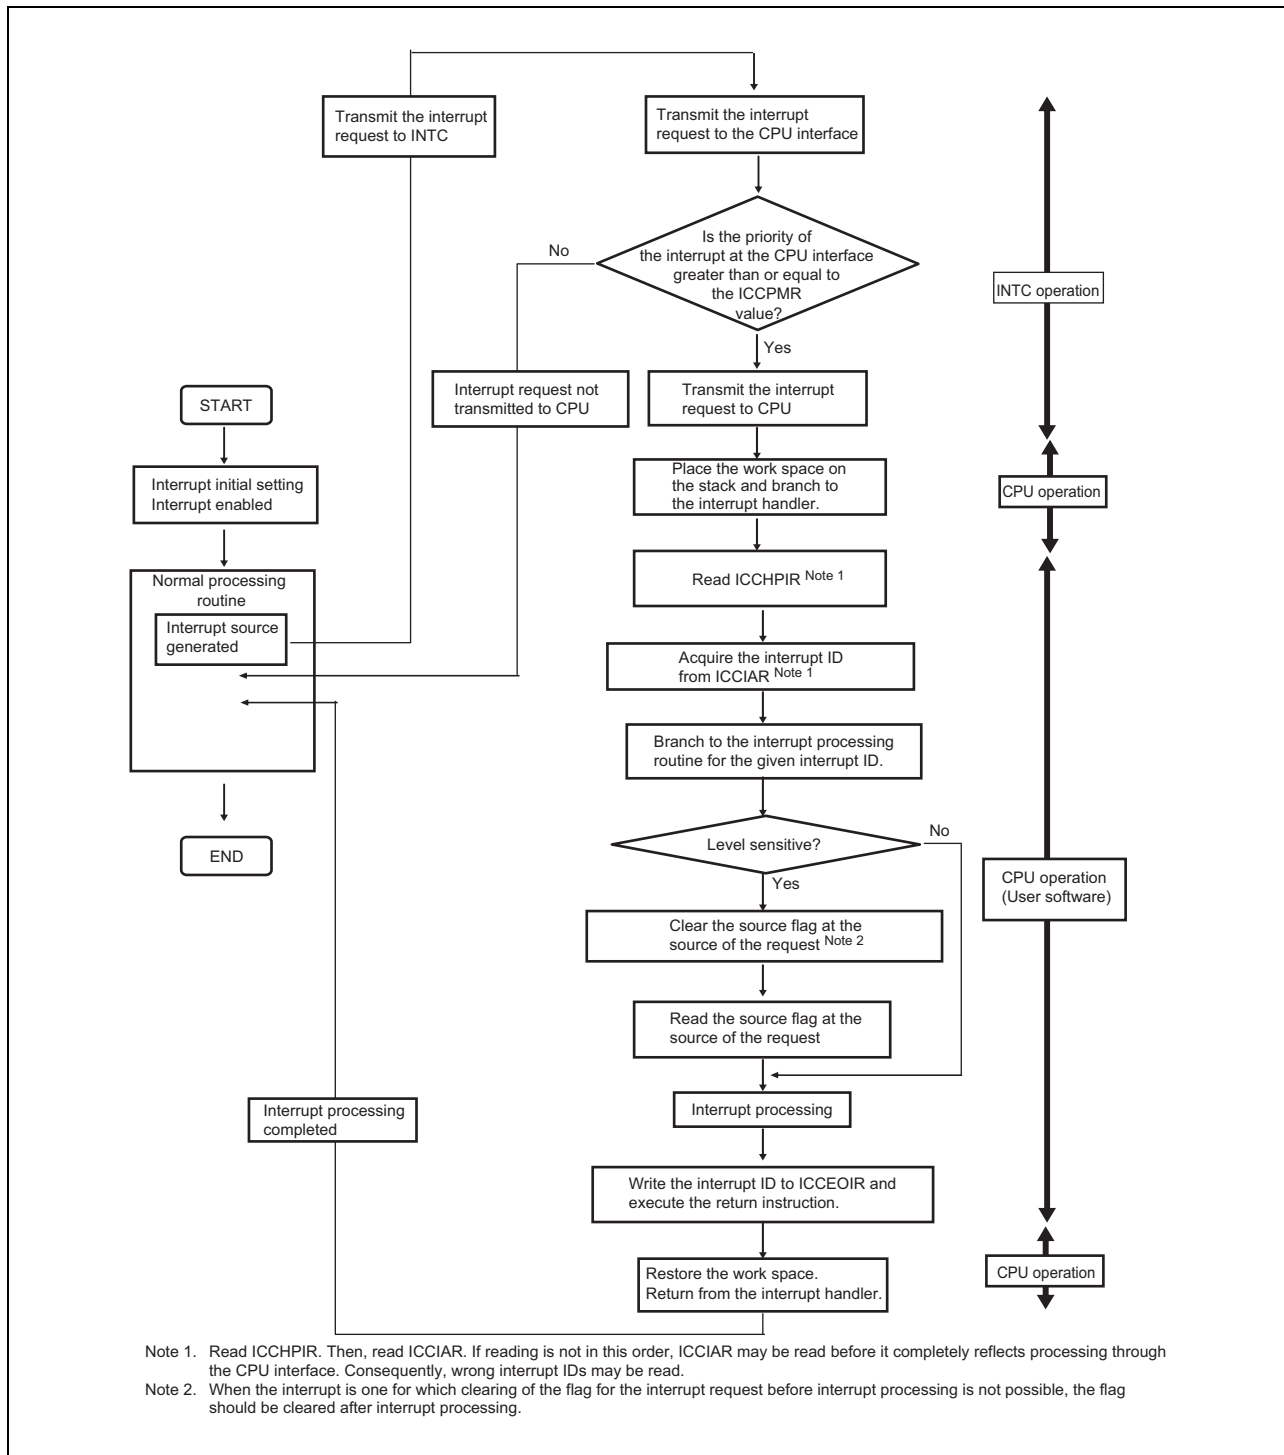 Transmit the interrupt
request to INTC
Transmit the interrupt
request to the CPU interface
Is the priority of
the interrupt at the CPU interface
greater than or equal to
the ICCPMR
value?
No
Yes
INTC operation
Interrupt request not
transmitted to CPU
Transmit the interrupt
request to CPU
START
Interrupt initial setting
Interrupt enabled
Place the work space on
the stack and branch to
the interrupt handler.
CPU operation
Normal processing
routine
Interrupt source
generated
Read ICCHPIR Note 1
Acquire the interrupt ID
from ICCIAR Note 1
Branch to the interrupt processing
routine for the given interrupt ID.
END
Level sensitive?
No
Yes
CPU operation
(User software)
Clear the source flag at the
source of the request Note 2
Read the source flag at the
source of the request
Interrupt processing
Interrupt processing
completed
Write the interrupt ID to ICCEOIR and
execute the return instruction.
Restore the work space.
Return from the interrupt handler.
CPU operation
Note 1. Read ICCHPIR. Then, read ICCIAR. If reading is not in this order, ICCIAR may be read before it completely reflects processing through
the CPU interface. Consequently, wrong interrupt IDs may be read.
Note 2. When the interrupt is one for which clearing of the flag for the interrupt request before interrupt processing is not possible, the flag
should be cleared after interrupt processing.